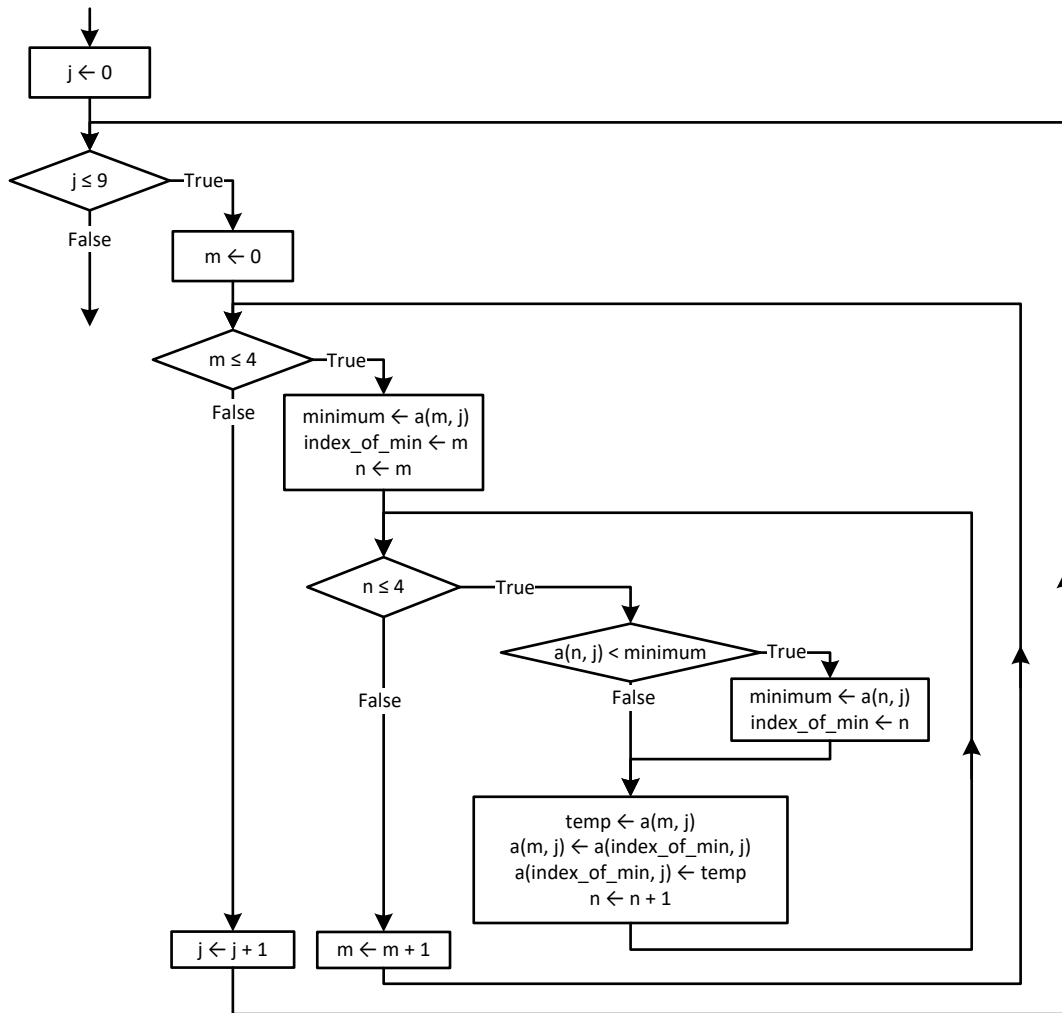 j ← 0
j ≤ 9
True
False
m ← 0
m ≤ 4
True
False
minimum ← a(m, j)
index_of_min ← m
n ← m
n ≤ 4
True
a(n, j) < minimum
True
False
False
minimum ← a(n, j)
index_of_min ← n
temp ← a(m, j)
a(m, j) ← a(index_of_min, j)
a(index_of_min, j) ← temp
n ← n + 1
j ← j + 1
m ← m + 1